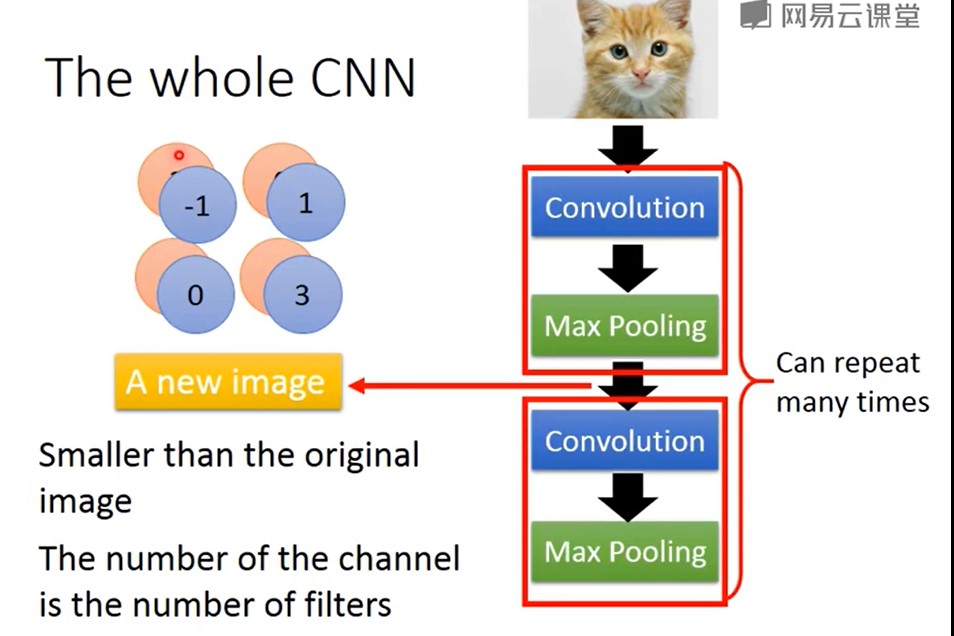 网易云课堂
The whole CNN
-1
1
0
3
A new image
Smaller than the original
image
The number of the channel
is the number of filters
Convolution
Max Pooling
Convolution
Max Pooling
Can repeat
many times